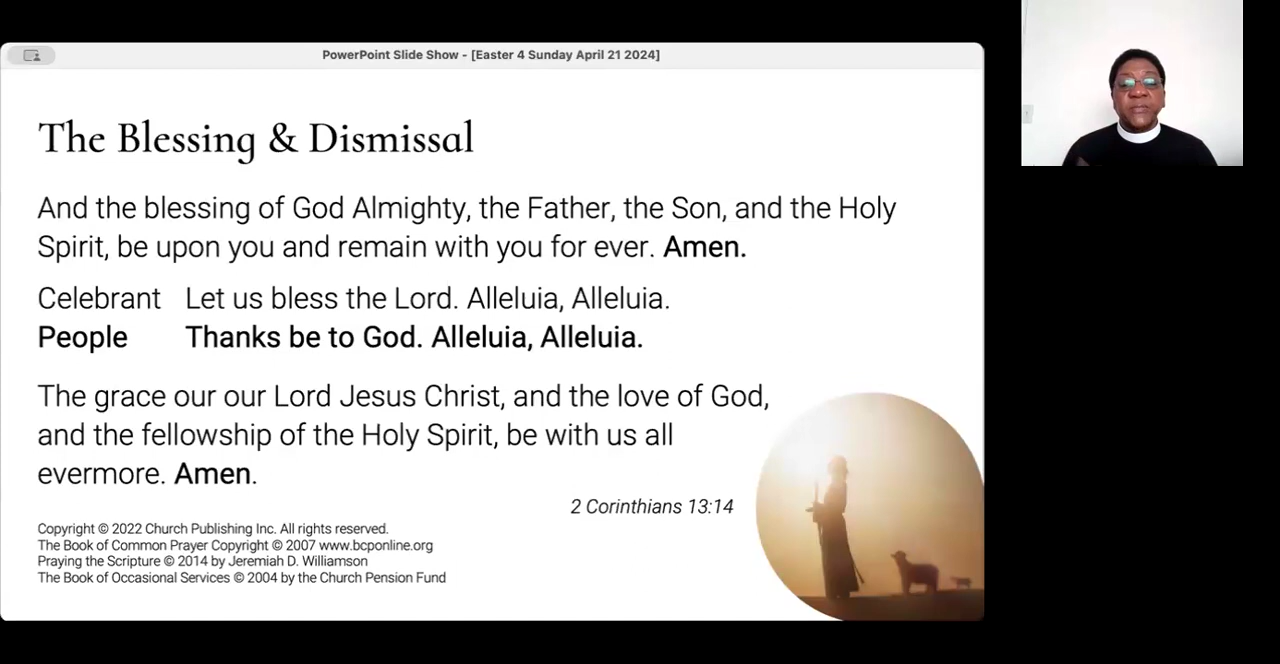 PowerPoint Slide Show - [Easter 4 Sunday April 21 2024]
The Blessing & Dismissal
And the blessing of God Almighty, the Father, the Son, and the Holy
Spirit, be upon you and remain with you for ever. Amen.
Celebrant Let us bless the Lord. Alleluia, Alleluia.
People Thanks be to God. Alleluia, Alleluia.
The grace our our Lord Jesus Christ, and the love of God,
and the fellowship of the Holy Spirit, be with us all
evermore. Amen.
2 Corinthians 13:14
Copyright © 2022 Church Publishing Inc. All rights reserved.
The Book of Common Prayer Copyright © 2007 www.bcponline.org
Praying the Scripture © 2014 by Jeremiah D. Williamson
The Book of Occasional Services © 2004 by the Church Pension Fund